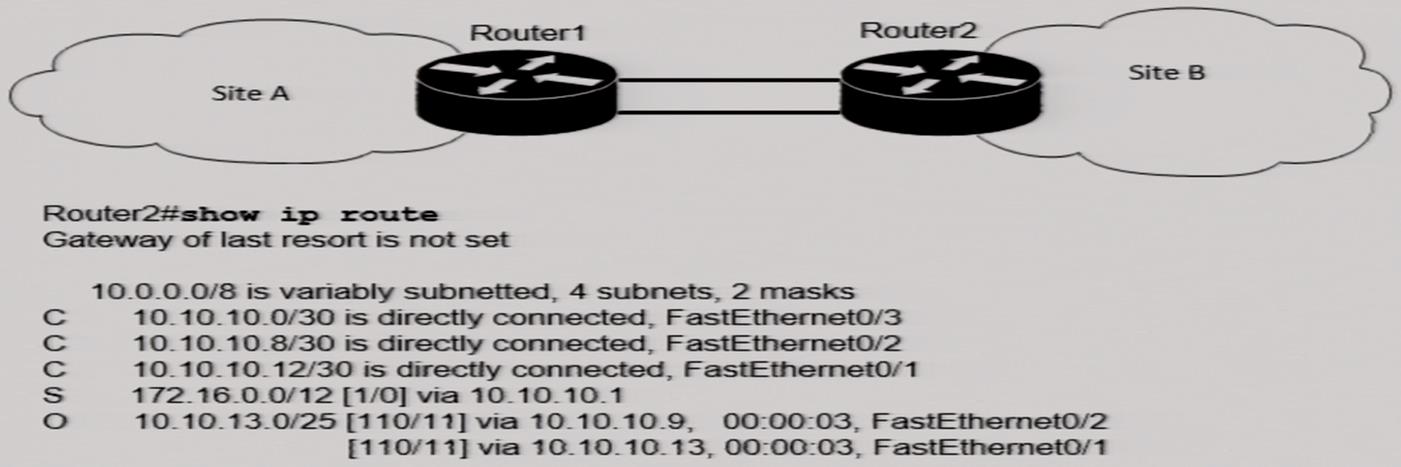 Router1
Router2
Site A
Site B
Router2#show ip route
Gateway of last resort is not set
10.0.0.0/8 is variably subnetted, 4 subnets, 2 masks
C 10.10.10.0/30 is directly connected, FastEthernet0/3
C 10.10.10.8/30 is directly connected, FastEthernet0/2
C 10.10.10.12/30 is directly connected, FastEthernet0/1
S 172.16.0.0/12 [1/0] via 10.10.10.1
O 10.10.13.0/25 [110/11] via 10.10.10.9, 00:00:03, FastEthernet0/2
[110/11] via 10.10.10.13, 00:00:03, FastEthernet0/1